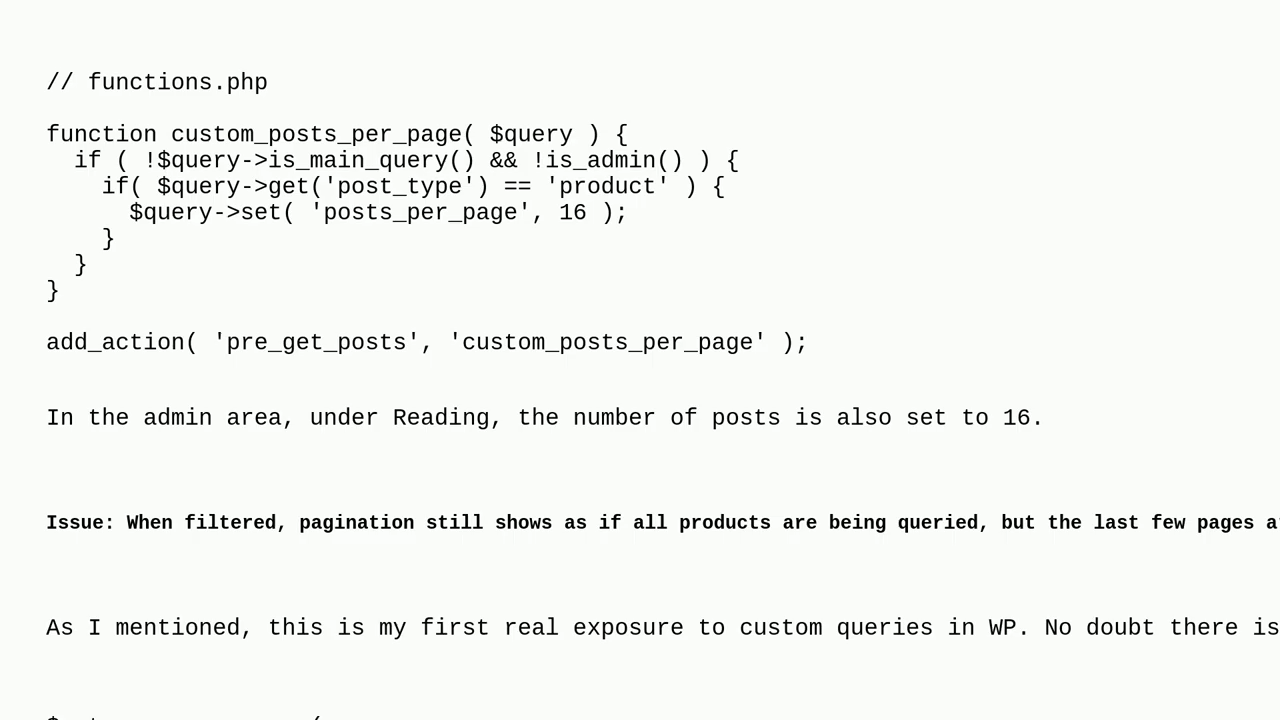 // functions.php
function custom_posts_per_page( $query ) {
  if ( !$query->is_main_query() && !is_admin() ) {
    if( $query->get('post_type') == 'product' ) {
      $query->set( 'posts_per_page', 16 );
    }
  }
}
add_action( 'pre_get_posts', 'custom_posts_per_page' );
In the admin area, under Reading, the number of posts is also set to 16.
Issue: When filtered, pagination still shows as if all products are being queried, but the last few pages
As I mentioned, this is my first real exposure to custom queries in WP. No doubt there is